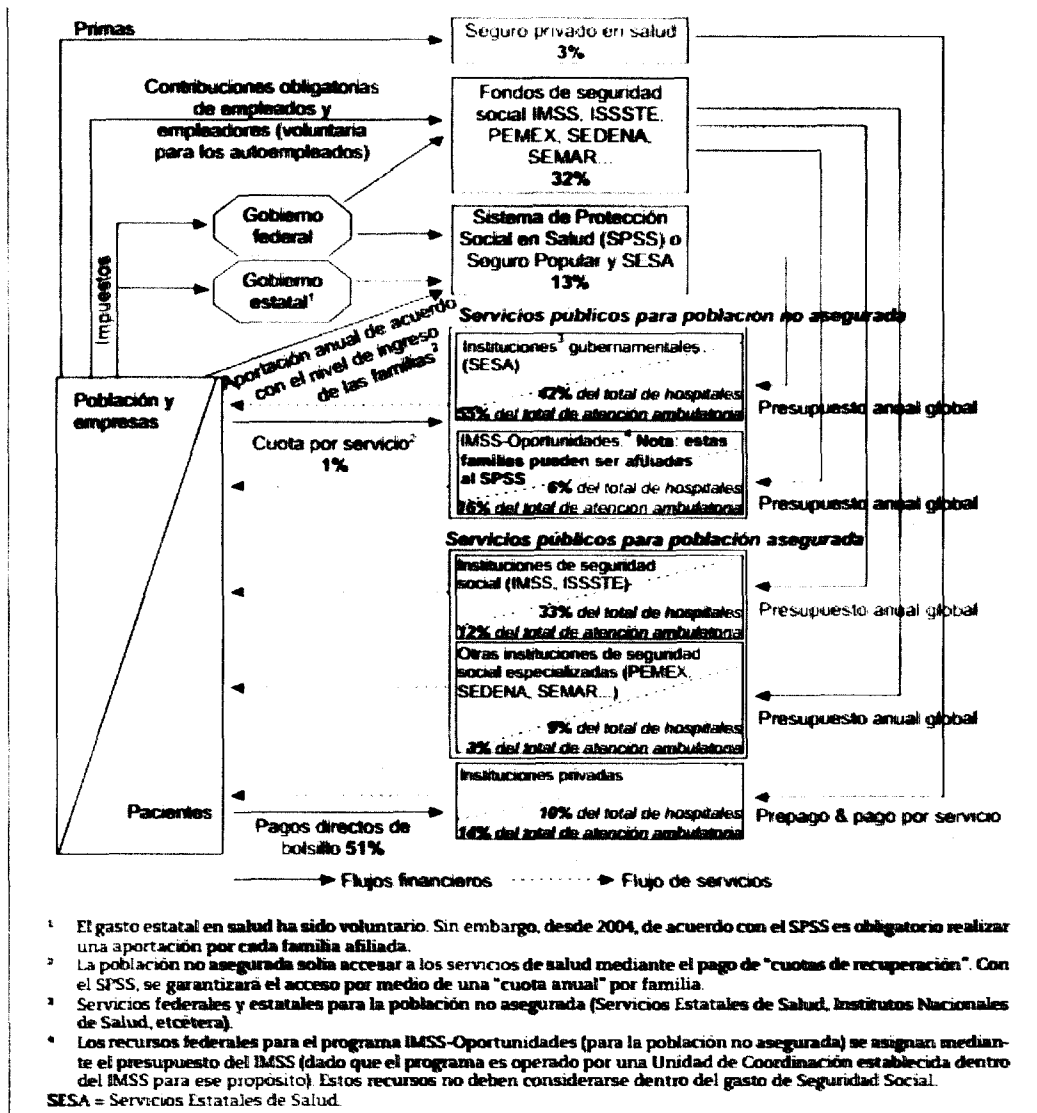 Primas
Seguro privado en salud
3%
Contribuciones obligatorias
de empleados y
empleadores (voluntaria
para los autoempleados)
Fondos de seguridad
social IMSS, ISSSTE,
PEMEX, SEDENA,
SEMAR...
32%
Gobierno
federal
Sistema de Protección
Social en Salud (SPSS) o
Seguro Popular y SESA
13%
Gobierno
estatal¹
Impuestos
Aportación anual de acuerdo
con el nivel de ingreso
de las familias²
Servicios públicos para población no asegurada
Instituciones³ gubernamentales.
(SESA)
42% del total de hospitales
55% del total de atención ambulatoria
Presupuesto anual global
Población y
empresas
Cuota por servicio²
1%
IMSS-Oportunidades.⁴ Nota: estas
familias pueden ser afiliadas
al SPSS
6% del total de hospitales
16% del total de atención ambulatoria
Presupuesto anual global
Servicios públicos para población asegurada
Instituciones de seguridad
social (IMSS, ISSSTE)
33% del total de hospitales
12% del total de atención ambulatoria
Presupuesto anual global
Otras instituciones de seguridad
social especializadas (PEMEX,
SEDENA, SEMAR...)
9% del total de hospitales
3% del total de atención ambulatoria
Presupuesto anual global
Instituciones privadas
10% del total de hospitales
14% del total de atención ambulatoria
Prepago & pago por servicio
Pacientes
Pagos directos de
bolsillo 51%
Flujos financieros
Flujo de servicios
¹ El gasto estatal en salud ha sido voluntario. Sin embargo, desde 2004, de acuerdo con el SPSS es obligatorio realizar
una aportación por cada familia afiliada.
² La población no asegurada solía accesar a los servicios de salud mediante el pago de "cuotas de recuperación". Con
el SPSS, se garantizará el acceso por medio de una "cuota anual" por familia.
³ Servicios federales y estatales para la población no asegurada (Servicios Estatales de Salud, Institutos Nacionales
de Salud, etcétera).
⁴ Los recursos federales para el programa IMSS-Oportunidades (para la población no asegurada) se asignan median-
te el presupuesto del IMSS (dado que el programa es operado por una Unidad de Coordinación establecida dentro
del IMSS para ese propósito). Estos recursos no deben considerarse dentro del gasto de Seguridad Social.
SESA = Servicios Estatales de Salud.